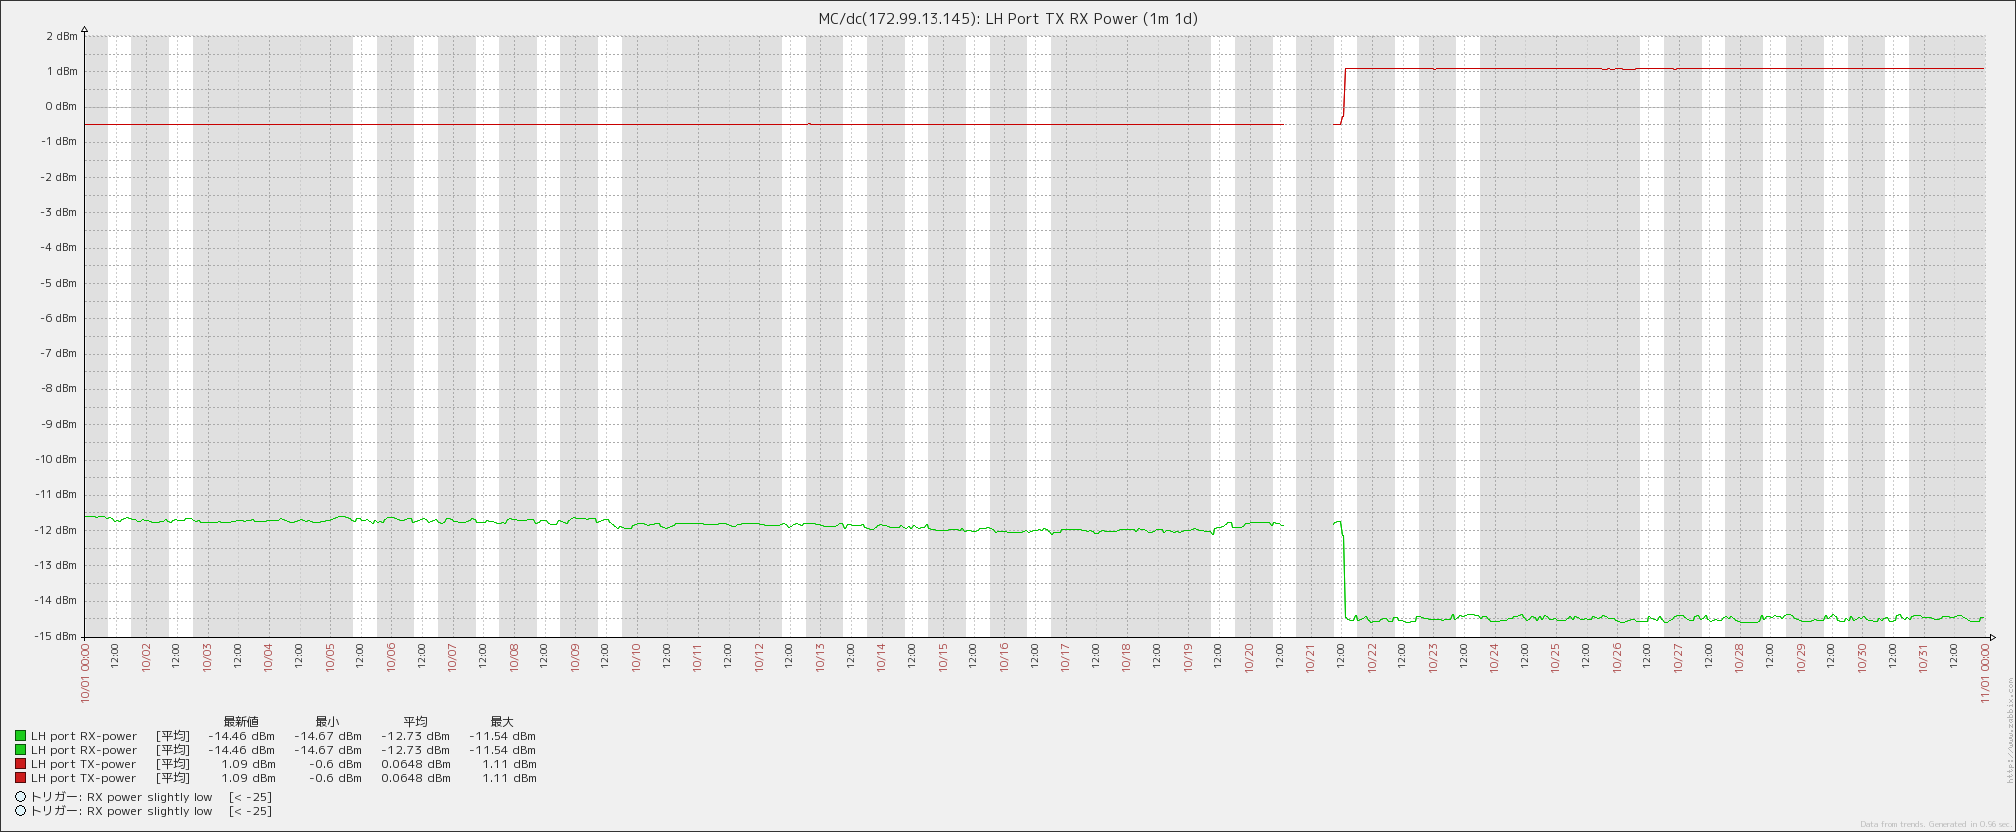 MC/dc(172.99.13.145): LH Port TX RX Power (1m 1d)
2 dBm
1 dBm
0 dBm
-1 dBm
-2 dBm
-3 dBm
-4 dBm
-5 dBm
-6 dBm
-7 dBm
-8 dBm
-9 dBm
-10 dBm
-11 dBm
-12 dBm
-13 dBm
-14 dBm
-15 dBm
10/01 00:00 12:00 10/02 12:00 10/03 12:00 10/04 12:00 10/05 12:00 10/06 12:00 10/07 12:00 10/08 12:00 10/09 12:00 10/10 12:00 10/11 12:00 10/12 12:00 10/13 12:00 10/14 12:00 10/15 12:00 10/16 12:00 10/17 12:00 10/18 12:00 10/19 12:00 10/20 12:00 10/21 12:00 10/22 12:00 10/23 12:00 10/24 12:00 10/25 12:00 10/26 12:00 10/27 12:00 10/28 12:00 10/29 12:00 10/30 12:00 10/31 12:00 11/01 00:00
最新値 最小 平均 最大
LH port RX-power [平均] -14.46 dBm -14.67 dBm -12.73 dBm -11.54 dBm
LH port RX-power [平均] -14.46 dBm -14.67 dBm -12.73 dBm -11.54 dBm
LH port TX-power [平均] 1.09 dBm -0.6 dBm 0.0648 dBm 1.11 dBm
LH port TX-power [平均] 1.09 dBm -0.6 dBm 0.0648 dBm 1.11 dBm
トリガー: RX power slightly low [< -25]
トリガー: RX power slightly low [< -25]
http://www.zabbix.com
Data from trends. Generated in 0.96 sec